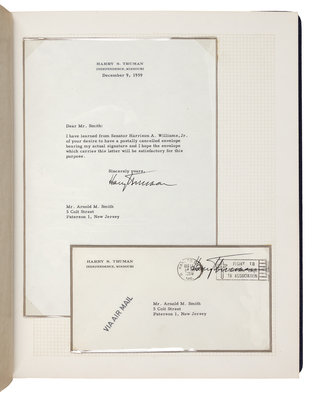 HARRY S. TRUMAN
INDEPENDENCE, MISSOURI
December 9, 1959
Dear Mr. Smith:
I have learned from Senator Harrison A. Williams, Jr.
of your desire to have a postally cancelled envelope
bearing my actual signature and I hope the envelope
which carries this letter will be satisfactory for this
purpose.
Sincerely yours,
Harry Truman
Mr. Arnold M. Smith
5 Colt Street
Paterson 1, New Jersey
HARRY S. TRUMAN
INDEPENDENCE, MISSOURI
Harry Truman
VIA AIR MAIL
Mr. Arnold M. Smith
5 Colt Street
Paterson 1, New Jersey